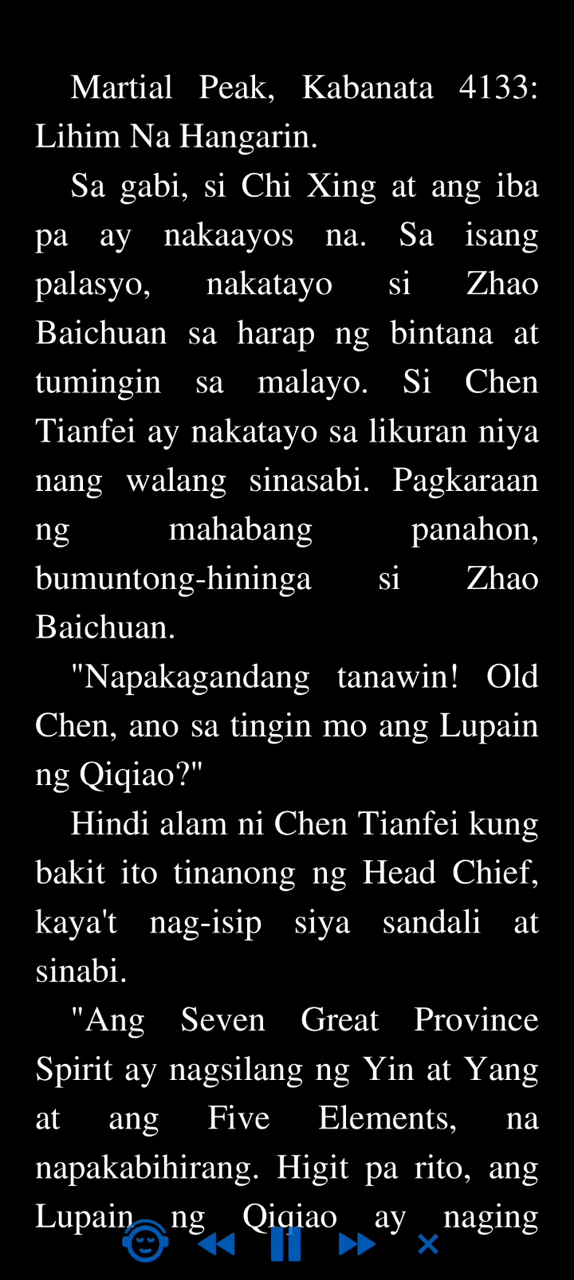 Martial Peak, Kabanata 4133:
Lihim Na Hangarin.
Sa gabi, si Chi Xing at ang iba
pa ay nakaayos na. Sa isang
palasyo, nakatayo si Zhao
Baichuan sa harap ng bintana at
tumingin sa malayo. Si Chen
Tianfei ay nakatayo sa likuran niya
nang walang sinasabi. Pagkaraan
ng mahabang panahon,
bumuntong-hininga si Zhao
Baichuan.
"Napakagandang tanawin! Old
Chen, ano sa tingin mo ang Lupain
ng Qiqiao?"
Hindi alam ni Chen Tianfei kung
bakit ito tinanong ng Head Chief,
kaya't nag-isip siya sandali at
sinabi.
"Ang Seven Great Province
Spirit ay nagsilang ng Yin at Yang
at ang Five Elements, na
napakabihirang. Higit pa rito, ang
Lupain ng Qiqiao ay naging